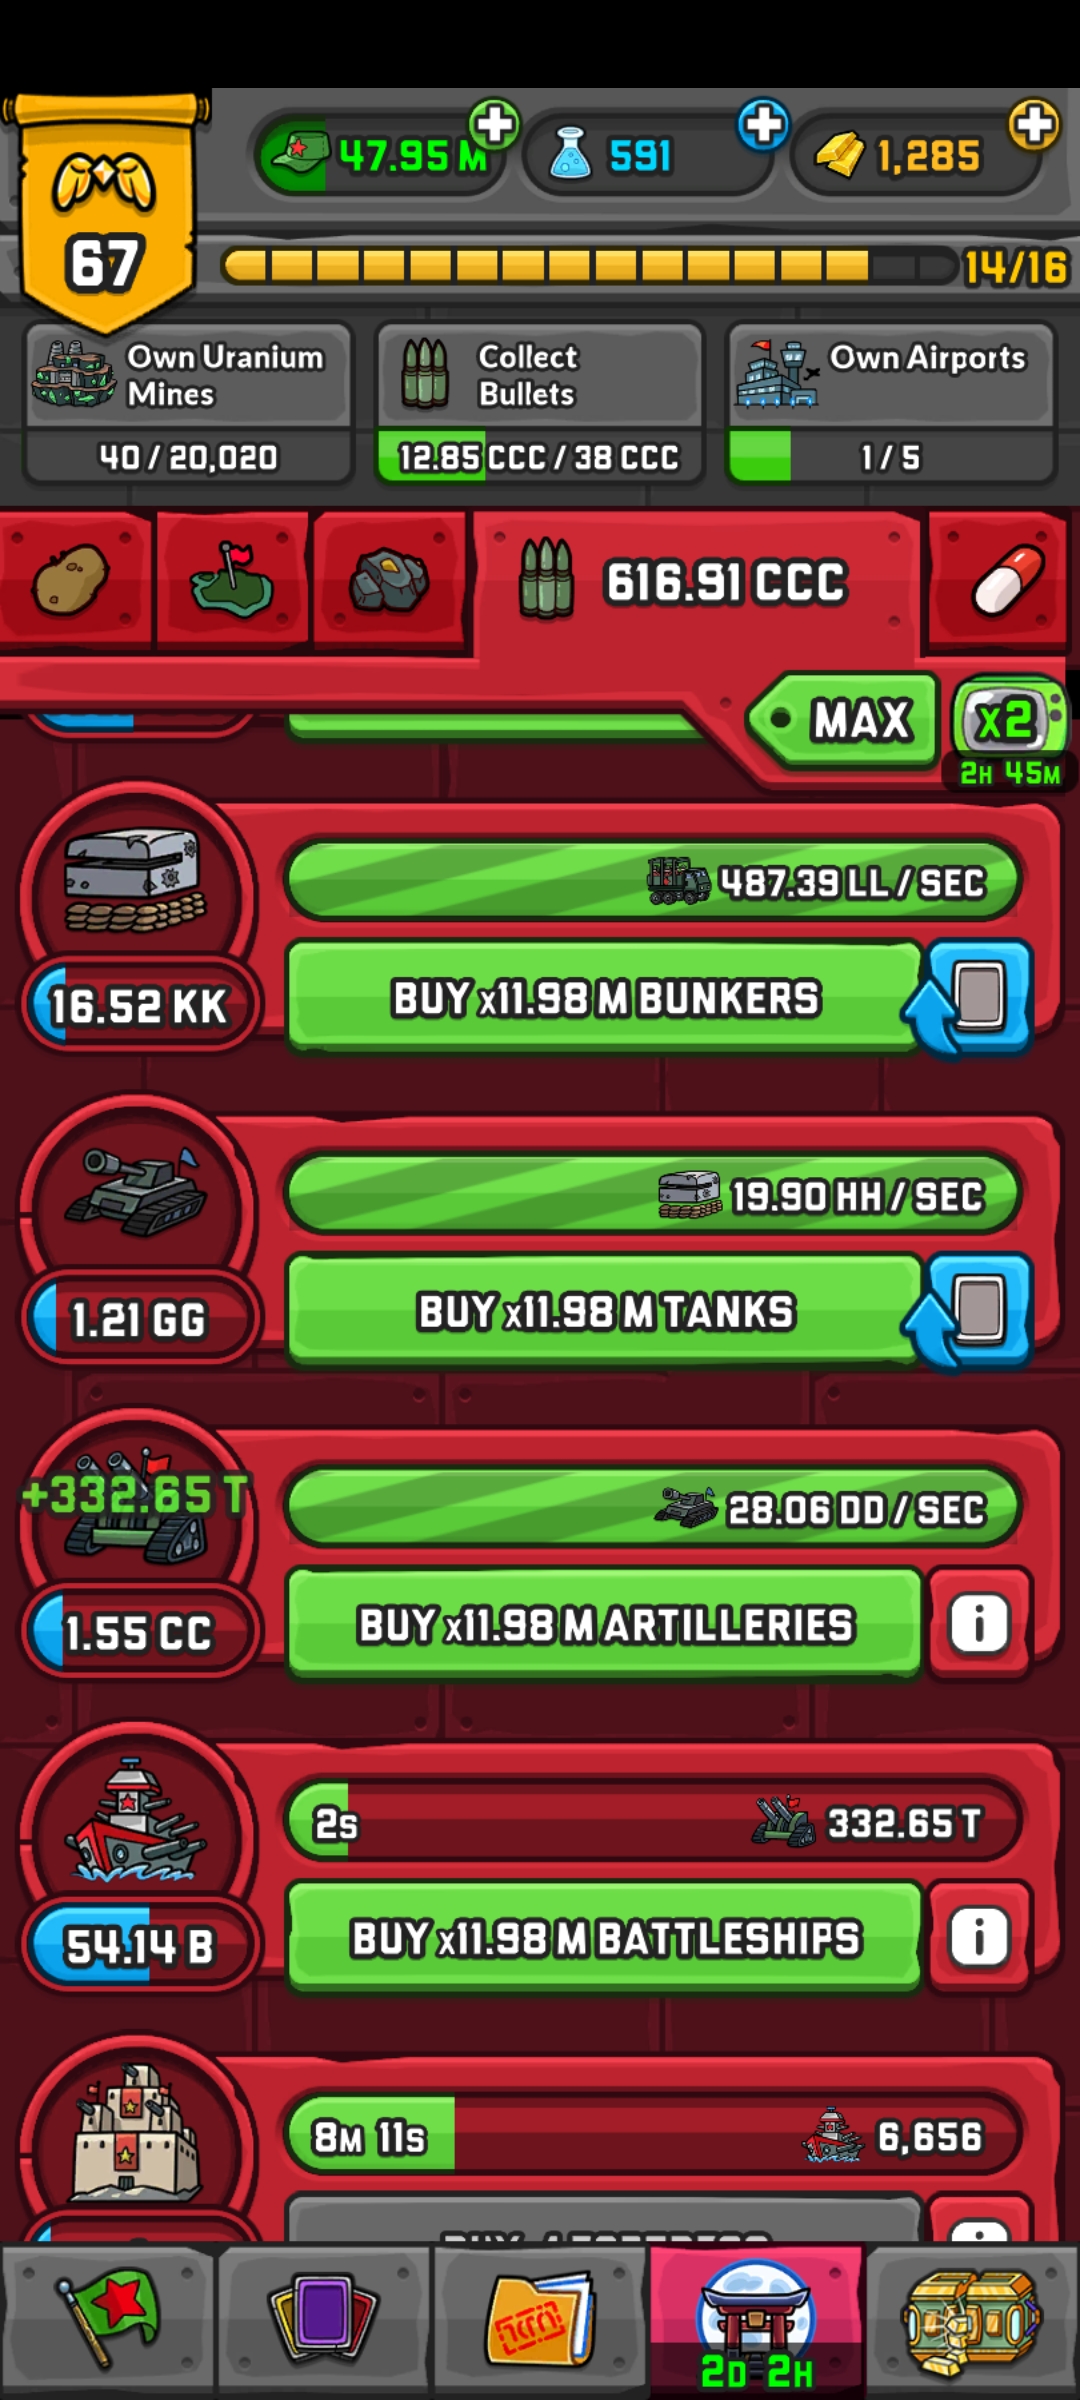 47.95 M
591
1,285
67
14/16
Own Uranium
Mines
40 / 20,020
Collect
Bullets
12.85 CCC / 38 CCC
Own Airports
1 / 5
616.91 CCC
MAX
x2
2H 45M
487.39 LL / SEC
16.52 KK
BUY x11.98 M BUNKERS
19.90 HH / SEC
1.21 GG
BUY x11.98 M TANKS
+332.65 T
28.06 DD / SEC
1.55 CC
BUY x11.98 M ARTILLERIES
i
2s
332.65 T
54.14 B
BUY x11.98 M BATTLESHIPS
i
8M 11s
6,656
2D 2H